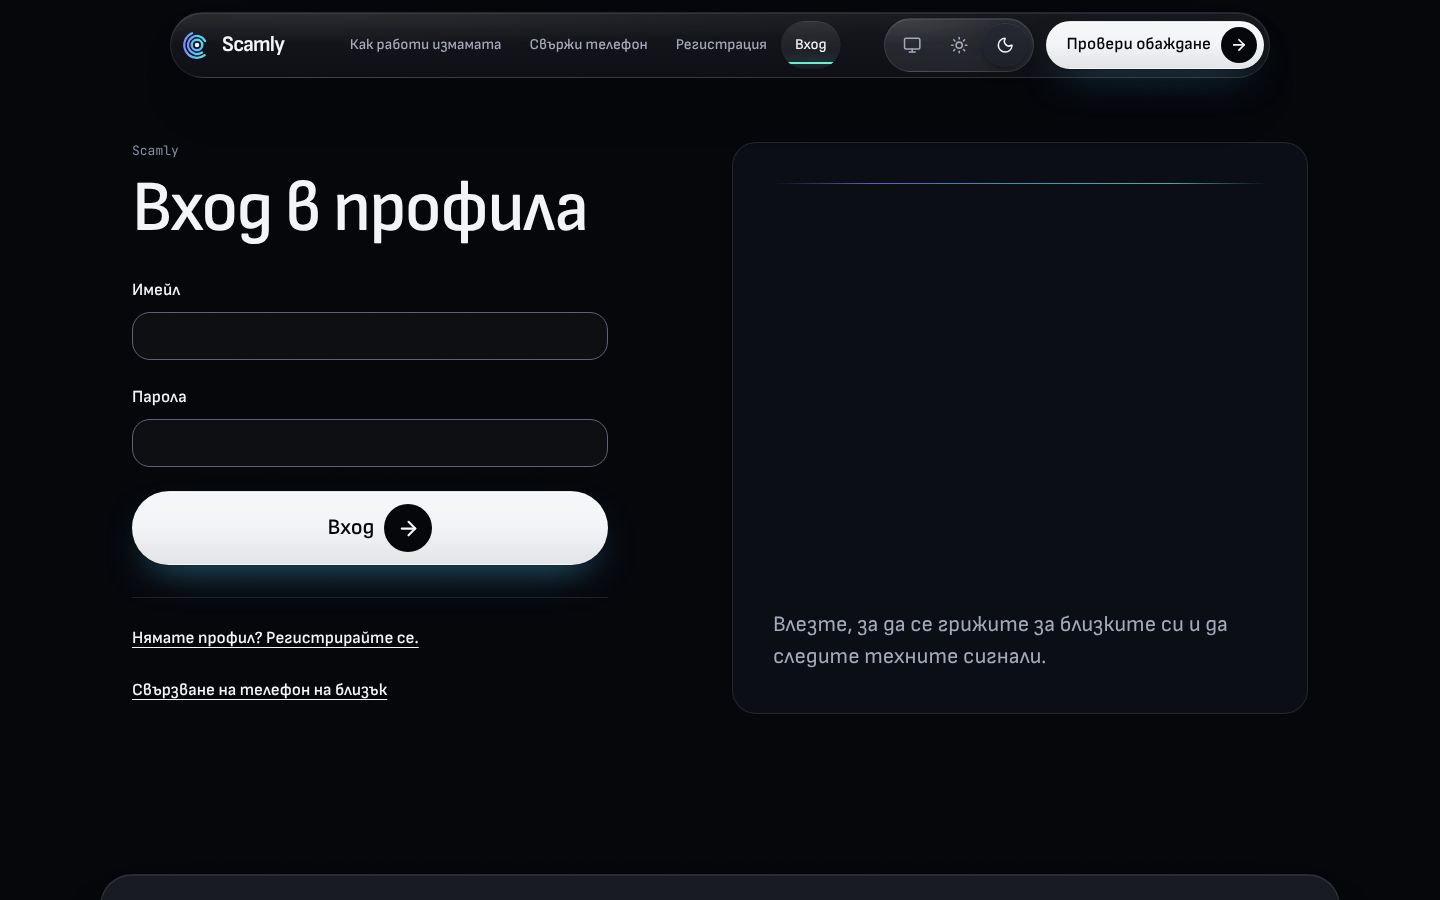 Scamly
Как работи измамата
Свържи телефон
Регистрация
Вход
Провери обаждане
Scamly
Вход в профила
Имейл
Парола
Вход
Нямате профил? Регистрирайте се.
Свързване на телефон на близък
Влезте, за да се грижите за близките си и да
следите техните сигнали.